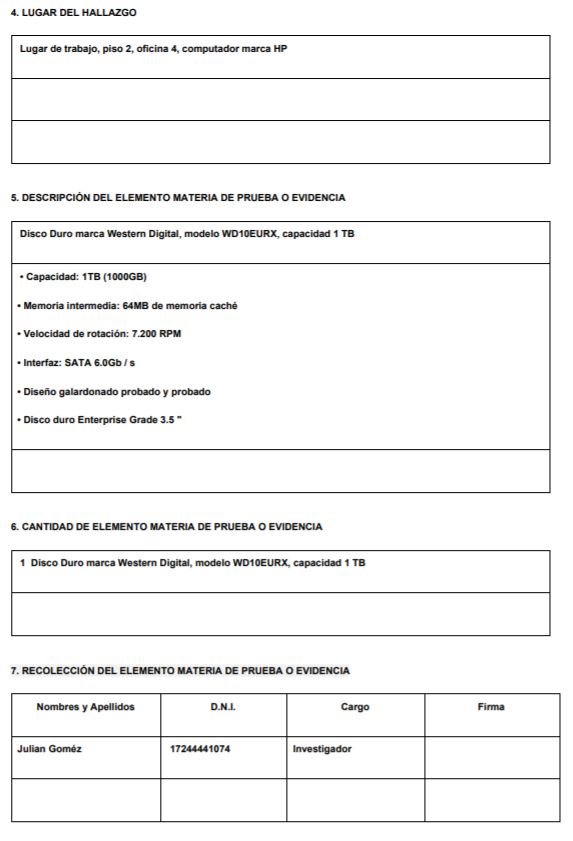 4. LUGAR DEL HALLAZGO
Lugar de trabajo, piso 2, oficina 4, computador marca HP
5. DESCRIPCIÓN DEL ELEMENTO MATERIA DE PRUEBA O EVIDENCIA
Disco Duro marca Western Digital, modelo WD10EURX, capacidad 1 TB
• Capacidad: 1TB (1000GB)
• Memoria intermedia: 64MB de memoria caché
• Velocidad de rotación: 7.200 RPM
• Interfaz: SATA 6.0Gb / s
• Diseño galardonado probado y probado
• Disco duro Enterprise Grade 3.5 "
6. CANTIDAD DE ELEMENTO MATERIA DE PRUEBA O EVIDENCIA
1 Disco Duro marca Western Digital, modelo WD10EURX, capacidad 1 TB
7. RECOLECCIÓN DEL ELEMENTO MATERIA DE PRUEBA O EVIDENCIA
Nombres y Apellidos D.N.I. Cargo Firma
Julian Goméz 17244441074 Investigador